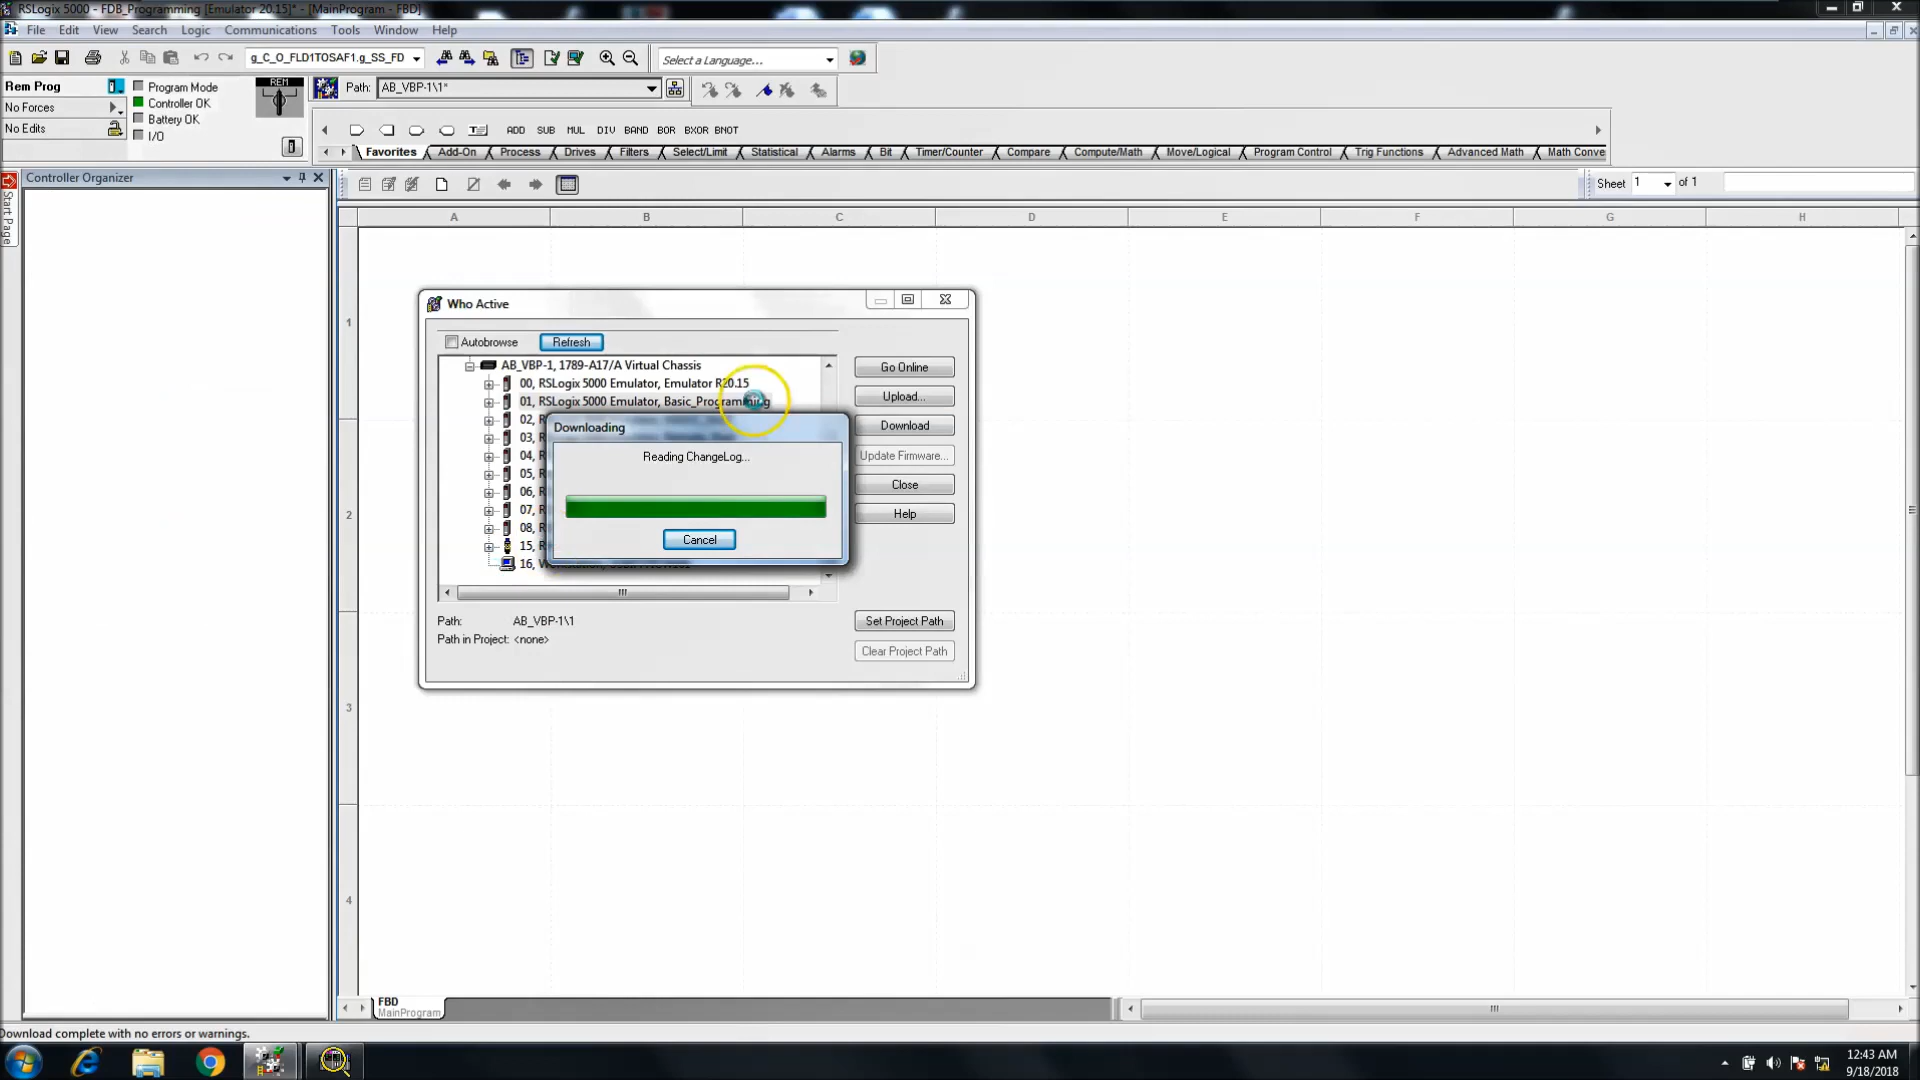 RSLogix 5000 - FDB_Programming [Emulator 20.15]* - [MainProgram - FBD]
File Edit View Search Logic Communications Tools Window Help
g_C_O_FLD1TOSAF1.g_SS_FD
Select a Language...
Rem Prog
No Forces
No Edits
Program Mode
Controller OK
Battery OK
I/O
REM
Path: AB_VBP-1\1*
ADD SUB MUL DIV BAND BOR BXOR BNOT
Favorites Add-On Process Drives Filters Select/Limit Statistical Alarms Bit Timer/Counter Compare Compute/Math Move/Logical Program Control Trig Functions Advanced Math Math Conve
Controller Organizer
Start Page
Sheet 1 of 1
A B C D E F G H
1
2
3
4
Who Active
Autobrowse Refresh
AB_VBP-1, 1789-A17/A Virtual Chassis
00, RSLogix 5000 Emulator, Emulator R20.15
01, RSLogix 5000 Emulator, Basic_Programming
02, R
03, R
04, R
05, R
06, R
07, R
08, R
15, R
16, W
Downloading
Reading ChangeLog...
Cancel
Go Online
Upload...
Download
Update Firmware...
Close
Help
Set Project Path
Clear Project Path
Path: AB_VBP-1\1
Path in Project: <none>
FBD
MainProgram
Download complete with no errors or warnings.
12:43 AM
9/18/2018